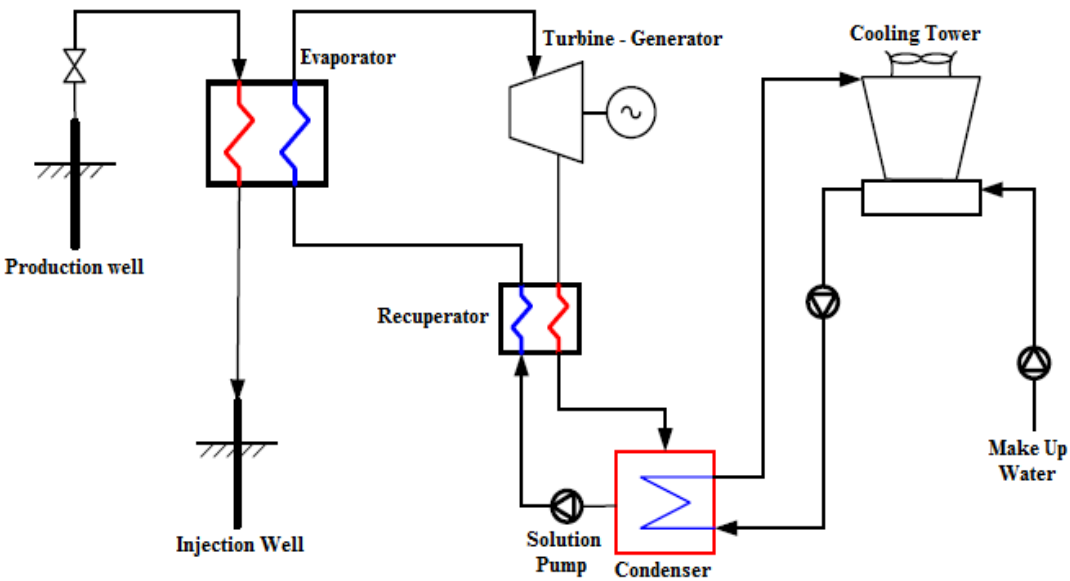 Cooling Tower
Turbine - Generator
Evaporator
Production well
Recuperator
Make Up
Water
Injection Well
Solution
Pump
Condenser